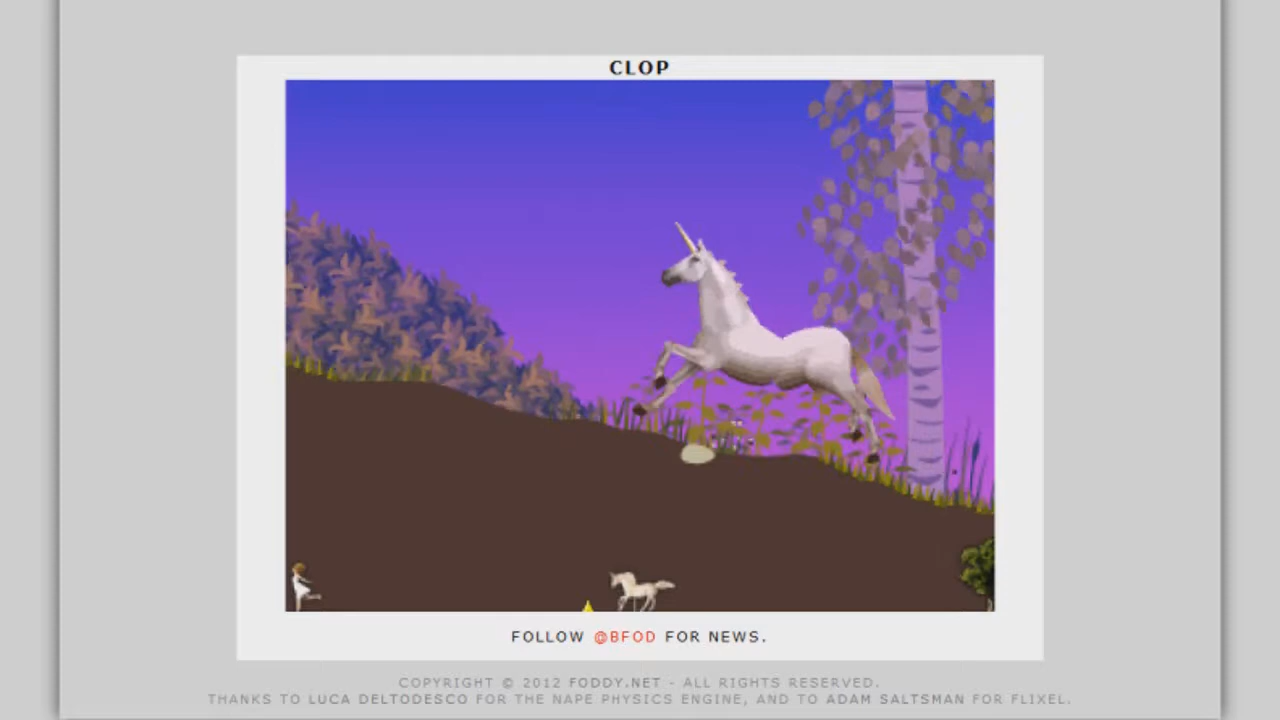 CLOP
FOLLOW @BFOD FOR NEWS.
COPYRIGHT © 2012 FODDY.NET - ALL RIGHTS RESERVED.
THANKS TO LUCA DELTODESCO FOR THE NAPE PHYSICS ENGINE, AND TO ADAM SALTSMAN FOR FLIXEL.